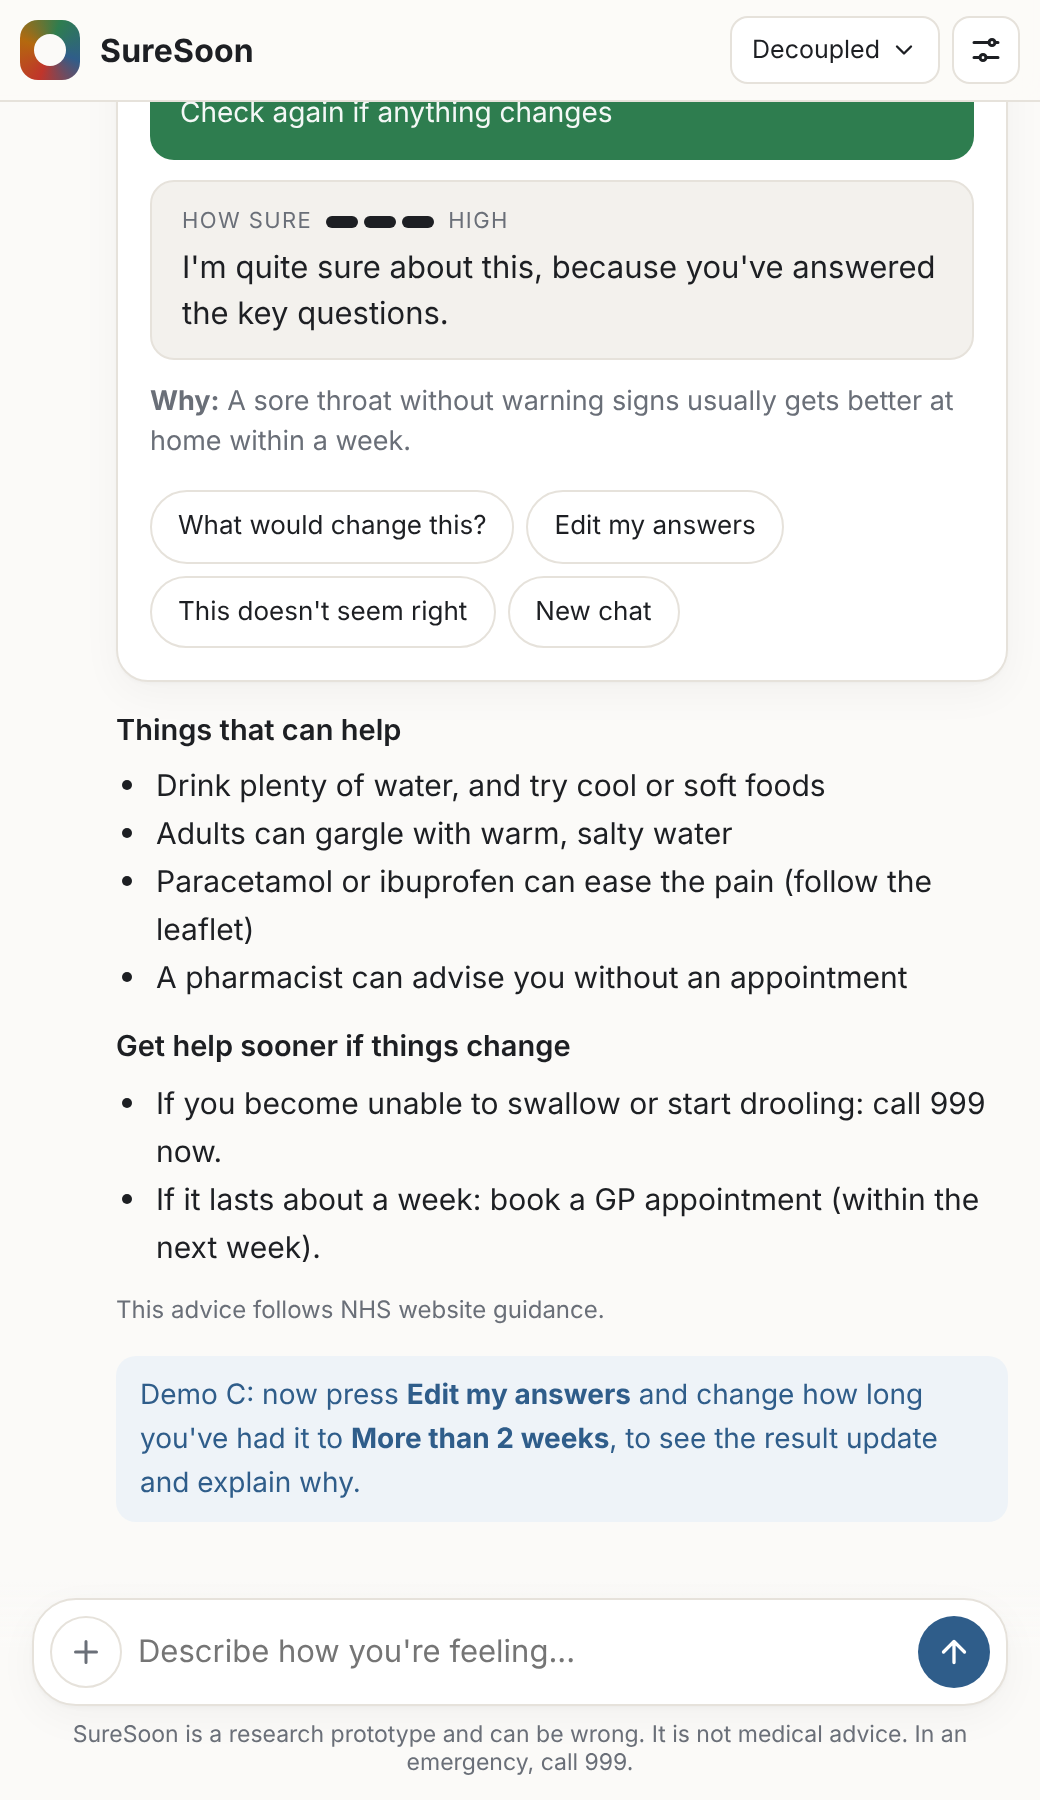 SureSoon
Decoupled
Check again if anything changes
HOW SURE HIGH
I'm quite sure about this, because you've answered
the key questions.
Why: A sore throat without warning signs usually gets better at
home within a week.
What would change this?
Edit my answers
This doesn't seem right
New chat
Things that can help
• Drink plenty of water, and try cool or soft foods
• Adults can gargle with warm, salty water
• Paracetamol or ibuprofen can ease the pain (follow the
leaflet)
• A pharmacist can advise you without an appointment
Get help sooner if things change
• If you become unable to swallow or start drooling: call 999
now.
• If it lasts about a week: book a GP appointment (within the
next week).
This advice follows NHS website guidance.
Demo C: now press Edit my answers and change how long
you've had it to More than 2 weeks, to see the result update
and explain why.
Describe how you're feeling...
SureSoon is a research prototype and can be wrong. It is not medical advice. In an
emergency, call 999.